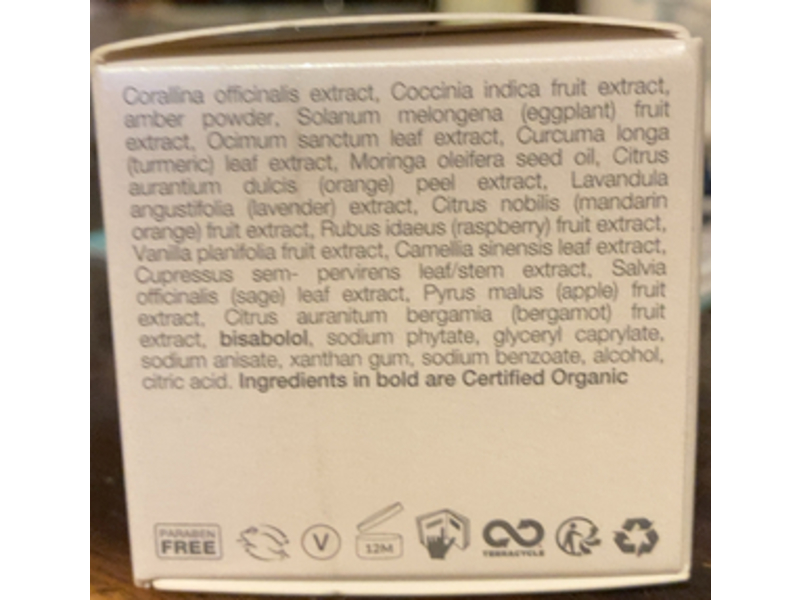 Corallina officinalis extract, Coccinia indica fruit extract,
amber powder, Solanum melongena (eggplant) fruit
extract, Ocimum sanctum leaf extract, Curcuma longa
(turmeric) leaf extract, Moringa oleifera seed oil, Citrus
aurantium dulcis (orange) peel extract, Lavandula
angustifolia (lavender) extract, Citrus nobilis (mandarin
orange) fruit extract, Rubus idaeus (raspberry) fruit extract,
Vanilla planifolia fruit extract, Camellia sinensis leaf extract,
Cupressus sem- pervirens leaf/stem extract, Salvia
officinalis (sage) leaf extract, Pyrus malus (apple) fruit
extract, Citrus auranitum bergamia (bergamot) fruit
extract, bisabolol, sodium phytate, glyceryl caprylate,
sodium anisate, xanthan gum, sodium benzoate, alcohol,
citric acid. Ingredients in bold are Certified Organic
PARABEN
FREE
V
12M
TERRACYCLE